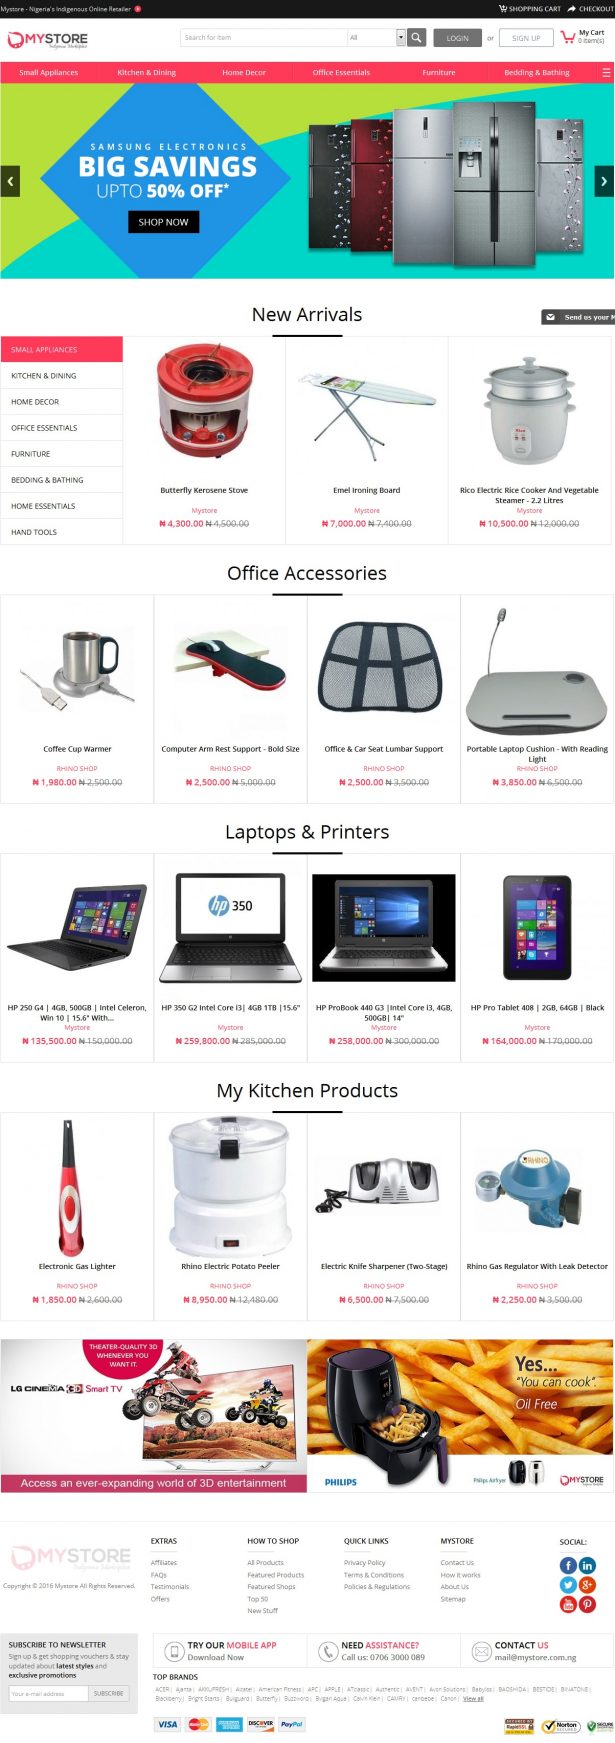 Mystore - Nigeria's Indigenous Online Retailer
SHOPPING CART CHECKOUT
MYSTORE
Search for item
All
LOGIN
or
SIGN UP
My Cart
0 item(s)
Small Appliances Kitchen & Dining Home Decor Office Essentials Furniture Bedding & Bathing
SAMSUNG ELECTRONICS
BIG SAVINGS
UPTO 50% OFF*
SHOP NOW
New Arrivals
Send us your M
SMALL APPLIANCES
KITCHEN & DINING
HOME DECOR
OFFICE ESSENTIALS
FURNITURE
BEDDING & BATHING
HOME ESSENTIALS
HAND TOOLS
Butterfly Kerosene Stove
Mystore
₦ 4,300.00 ₦ 4,500.00
Emel Ironing Board
Mystore
₦ 7,000.00 ₦ 7,400.00
Rico Electric Rice Cooker And Vegetable
Steamer - 2.2 Litres
Mystore
₦ 10,500.00 ₦ 12,000.00
Office Accessories
Coffee Cup Warmer
RHINO SHOP
₦ 1,980.00 ₦ 2,500.00
Computer Arm Rest Support - Bold Size
RHINO SHOP
₦ 2,500.00 ₦ 5,000.00
Office & Car Seat Lumbar Support
RHINO SHOP
₦ 2,500.00 ₦ 3,500.00
Portable Laptop Cushion - With Reading
Light
RHINO SHOP
₦ 3,850.00 ₦ 6,500.00
Laptops & Printers
hp 350
HP 250 G4 | 4GB, 500GB | Intel Celeron,
Win 10 | 15.6" With...
Mystore
₦ 135,500.00 ₦ 150,000.00
HP 350 G2 Intel Core i3| 4GB 1TB |15.6"
Mystore
₦ 259,800.00 ₦ 285,000.00
HP ProBook 440 G3 |Intel Core i3, 4GB,
500GB| 14"
Mystore
₦ 258,000.00 ₦ 300,000.00
HP Pro Tablet 408 | 2GB, 64GB | Black
Mystore
₦ 164,000.00 ₦ 170,000.00
My Kitchen Products
RHINO
Electronic Gas Lighter
RHINO SHOP
₦ 1,850.00 ₦ 2,600.00
Rhino Electric Potato Peeler
RHINO SHOP
₦ 8,950.00 ₦ 12,480.00
Electric Knife Sharpener (Two-Stage)
RHINO SHOP
₦ 6,500.00 ₦ 7,500.00
Rhino Gas Regulator With Leak Detector
RHINO SHOP
₦ 2,250.00 ₦ 3,500.00
THEATER-QUALITY 3D
WHENEVER YOU
WANT IT.
LG CINEMA 3D Smart TV
Access an ever-expanding world of 3D entertainment
Yes...
"You can cook".
Oil Free
PHILIPS
Philips Airfryer
MYSTORE
MYSTORE
Copyright © 2016 Mystore All Rights Reserved.
EXTRAS
Affiliates
FAQs
Testimonials
Offers
HOW TO SHOP
All Products
Featured Products
Featured Shops
Top 50
New Stuff
QUICK LINKS
Privacy Policy
Terms & Conditions
Policies & Regulations
MYSTORE
Contact Us
How it works
About Us
Sitemap
SOCIAL:
SUBSCRIBE TO NEWSLETTER
Sign up & get shopping vouchers & stay
updated about latest styles and
exclusive promotions
Your e-mail address
SUBSCRIBE
TRY OUR MOBILE APP
Download Now
NEED ASSISTANCE?
Call us: 0706 3000 089
CONTACT US
mail@mystore.com.ng
TOP BRANDS
ACER | Ajanta | AKKUFRESH | Alcatel | American Fitness | APC | APPLE | ATclassic | Authentic | AVENT | Avon Solutions | Babyliss | BAOSHIDA | BESTIDE | BINATONE |
Blackberry | Bright Starts | Bullguard | Butterfly | Buzzword | Bvlgari Aqua | Calvin Klein | CAMRY | canbebe | Canon | View all
VISA MasterCard AMERICAN EXPRESS DISCOVER PayPal
SECURED BY RapidSSL Norton SECURED SECURE